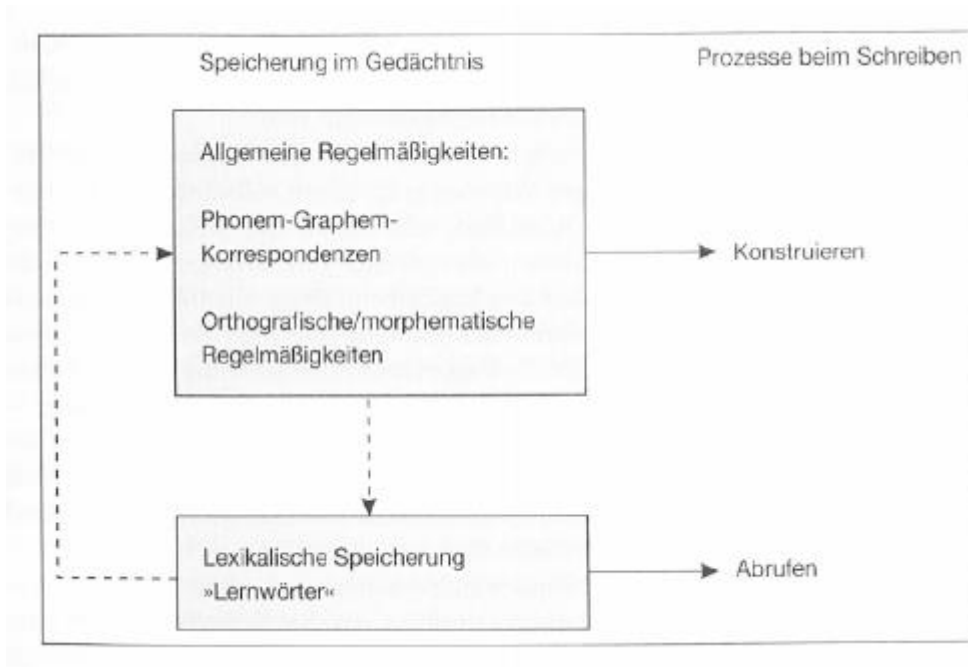 Speicherung im Gedächtnis
Prozesse beim Schreiben
Allgemeine Regelmäßigkeiten:
Phonem-Graphem-
Korrespondenzen
Konstruieren
Orthografische/morphematische
Regelmäßigkeiten
Lexikalische Speicherung
»Lernwörter«
Abrufen